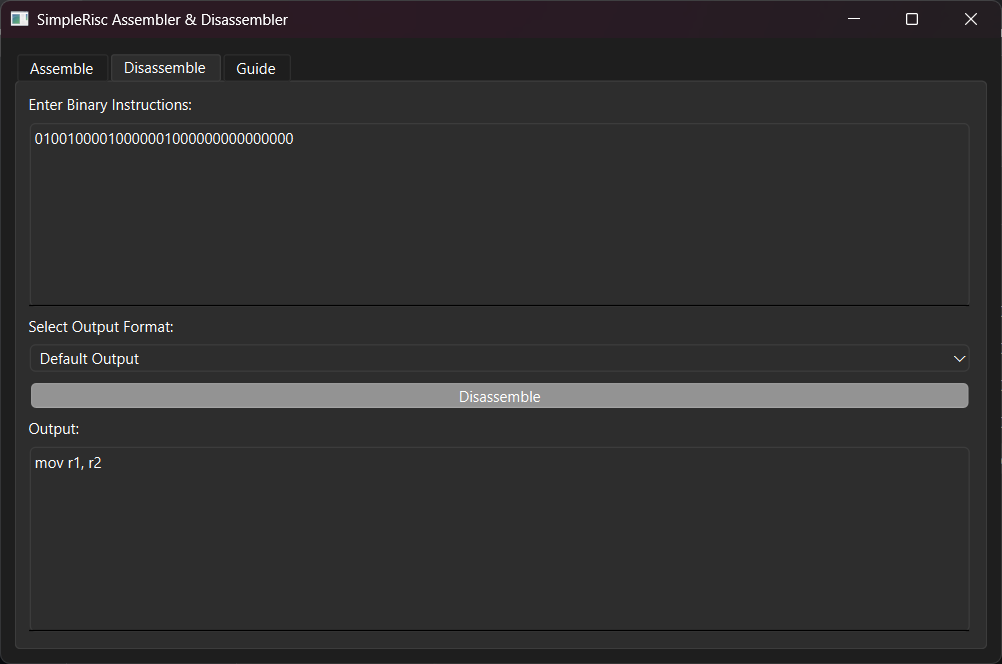 SimpleRisc Assembler & Disassembler
Assemble
Disassemble
Guide
Enter Binary Instructions:
01001000010000001000000000000000
Select Output Format:
Default Output
Disassemble
Output:
mov r1, r2